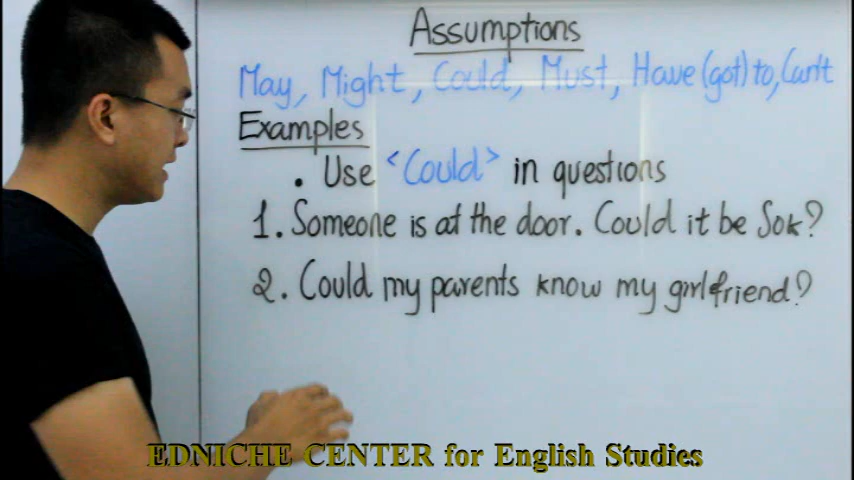 Assumptions
May, Might, Could, Must, Have (got) to, Can't
Examples
. Use <Could> in questions
1. Someone is at the door. Could it be Sok?
2. Could my parents know my girlfriend?
EDNICHE CENTER for English Studies